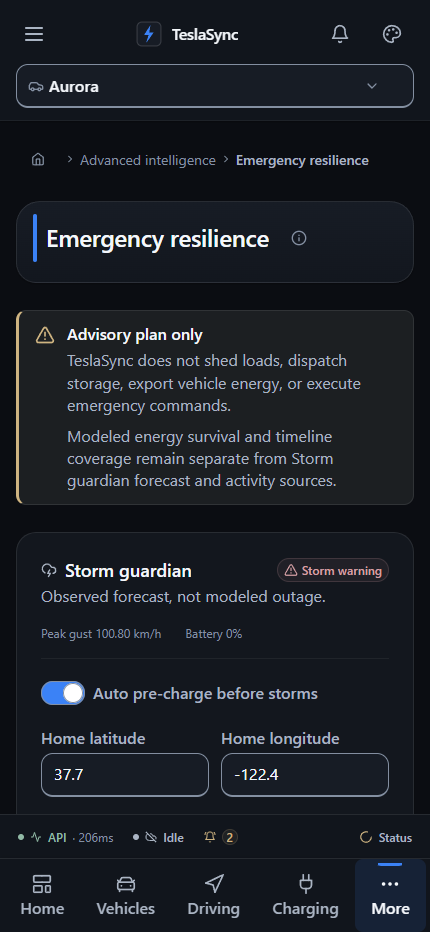 TeslaSync
Aurora
Advanced intelligence
Emergency resilience
Emergency resilience
Advisory plan only
TeslaSync does not shed loads, dispatch
storage, export vehicle energy, or execute
emergency commands.
Modeled energy survival and timeline
coverage remain separate from Storm
guardian forecast and activity sources.
Storm guardian
Storm warning
Observed forecast, not modeled outage.
Peak gust 100.80 km/h
Battery 0%
Auto pre-charge before storms
Home latitude
Home longitude
37.7
-122.4
API · 206ms
Idle
2
Status
Home
Vehicles
Driving
Charging
More